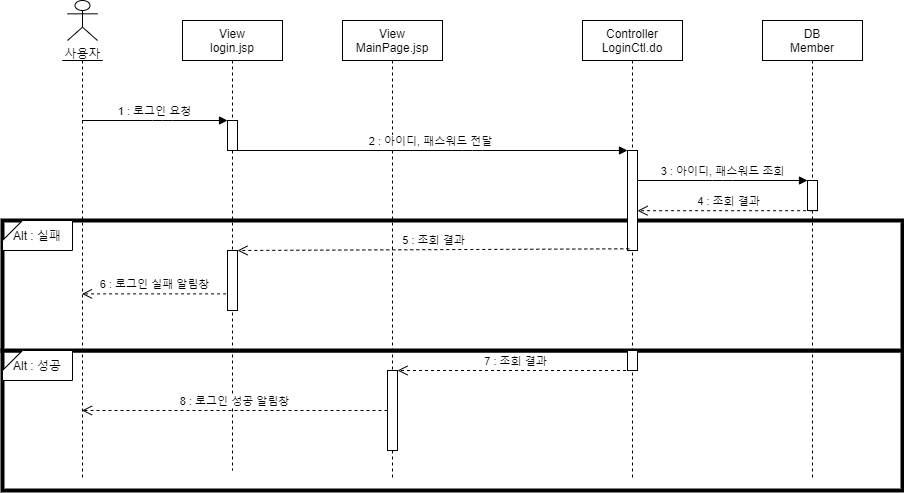 사용자
View
login.jsp
View
MainPage.jsp
Controller
LoginCtl.do
DB
Member
1 : 로그인 요청
2 : 아이디, 패스워드 전달
3 : 아이디, 패스워드 조회
4 : 조회 결과
Alt : 실패
5 : 조회 결과
6 : 로그인 실패 알림창
Alt : 성공
7 : 조회 결과
8 : 로그인 성공 알림창